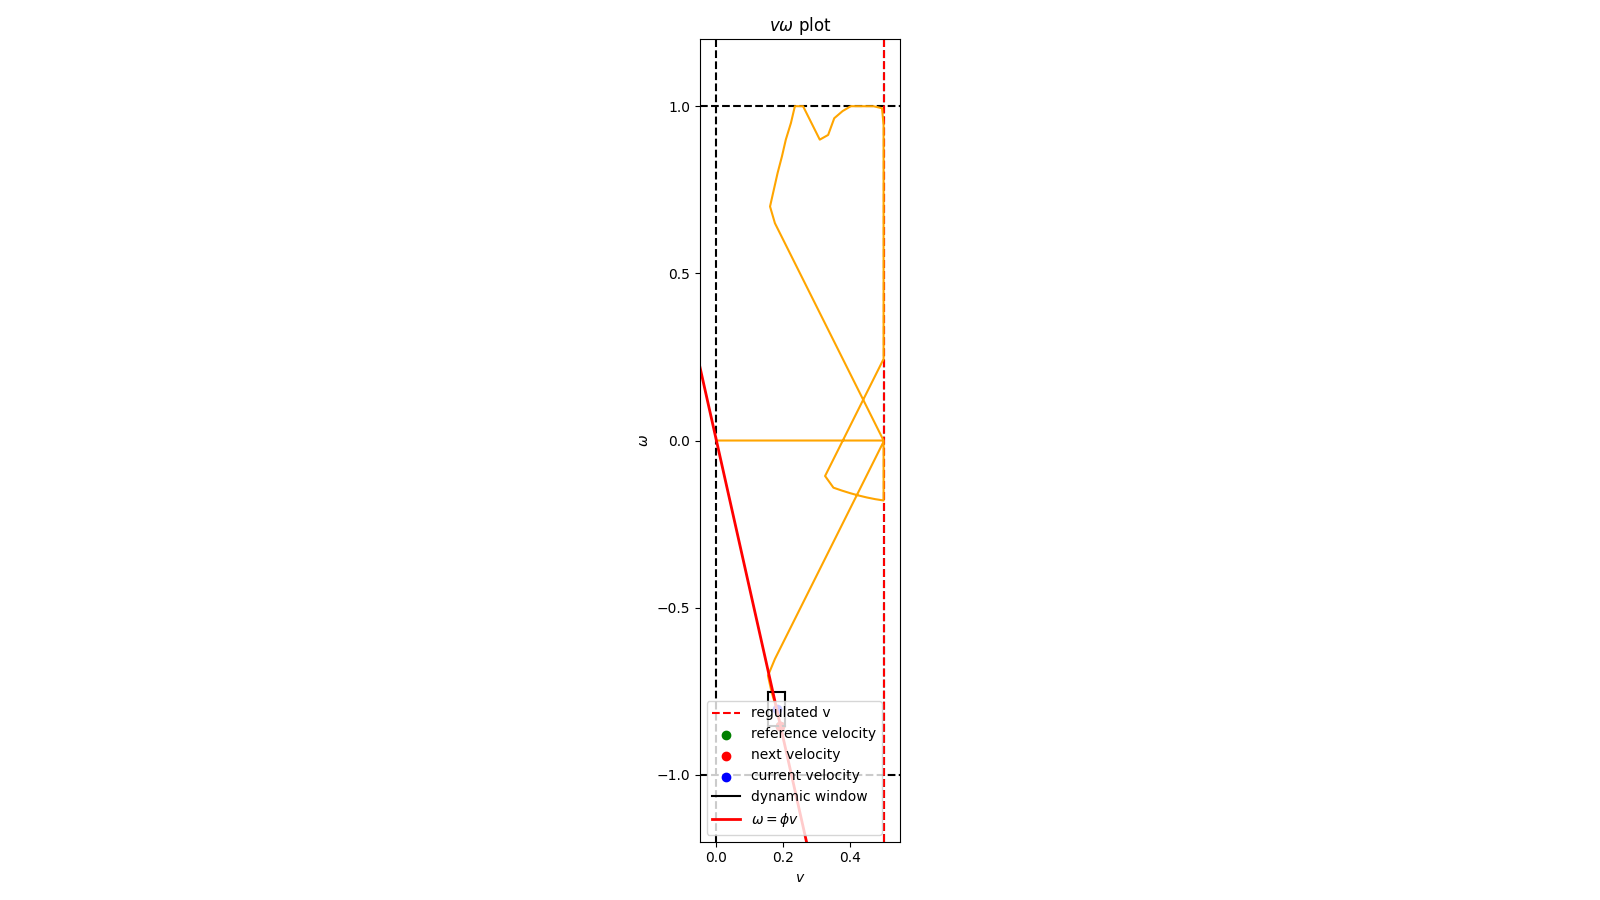 vω plot
1.0
0.5
0.0
−0.5
−1.0
ω
regulated v
reference velocity
next velocity
current velocity
dynamic window
ω = ϕv
0.0 0.2 0.4
v